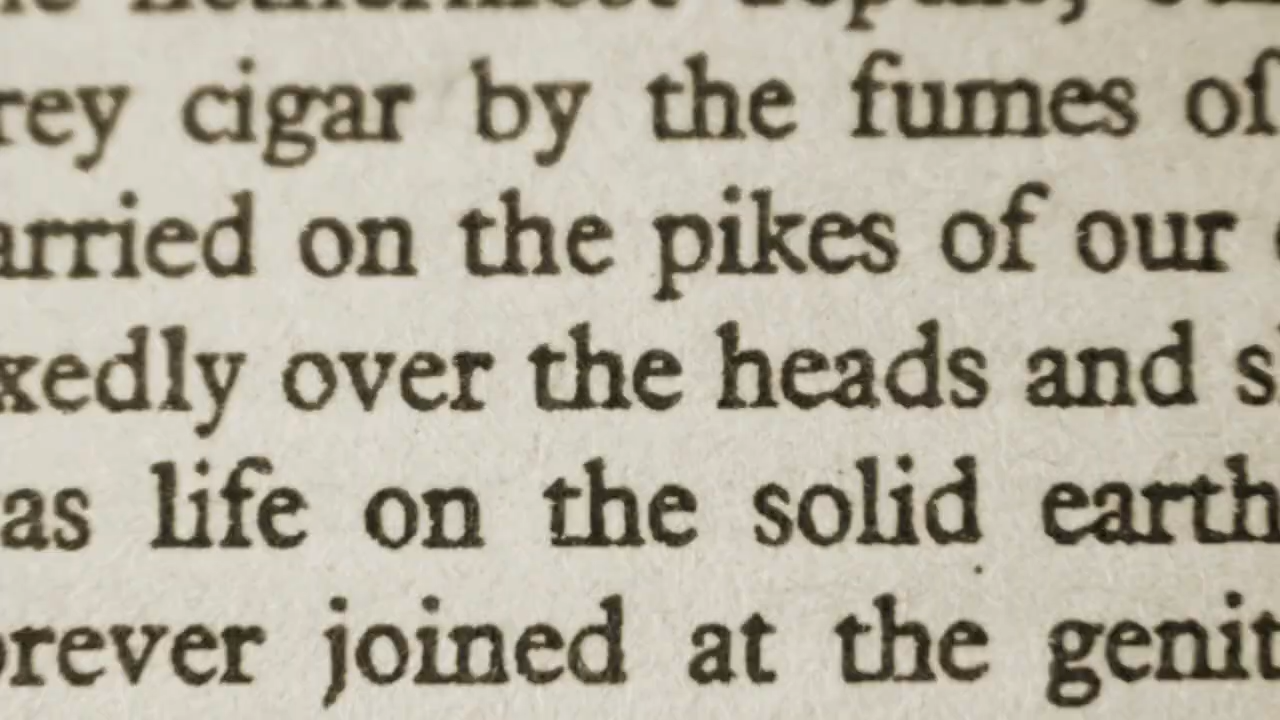 rey cigar by the fumes of
arried on the pikes of our
xedly over the heads and s
as life on the solid earth
orever joined at the genit